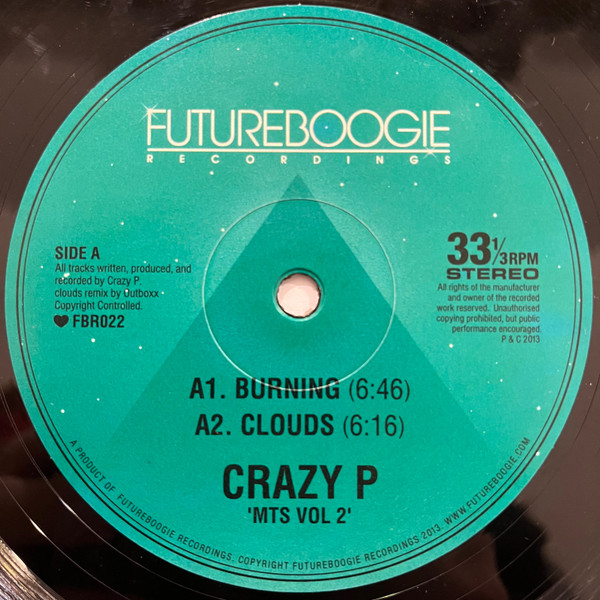 FUTUREBOOGIE
RECORDINGS
SIDE A
All tracks written, produced, and
recorded by Crazy P.
clouds remix by Outboxx
Copyright Controlled.
♥ FBR022
33 1/3 RPM
STEREO
All rights of the manufacturer
and owner of the recorded
work reserved. Unauthorised
copying prohibited, but public
performance encouraged.
P & C 2013
A1. BURNING (6:46)
A2. CLOUDS (6:16)
CRAZY P
'MTS VOL 2'
A PRODUCT OF FUTUREBOOGIE RECORDINGS. COPYRIGHT FUTUREBOOGIE RECORDINGS 2013 WWW.FUTUREBOOGIE.COM